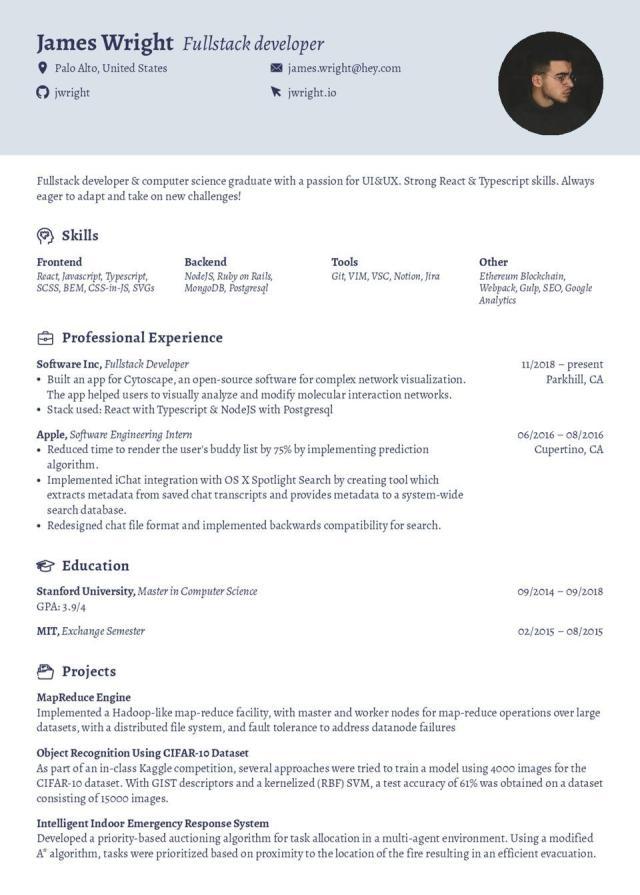 James Wright Fullstack developer
Palo Alto, United States
james.wright@hey.com
jwright
jwright.io
Fullstack developer & computer science graduate with a passion for UI&UX. Strong React & Typescript skills. Always
eager to adapt and take on new challenges!
Skills
Frontend
React, Javascript, Typescript,
SCSS, BEM, CSS-in-JS, SVGs
Backend
NodeJS, Ruby on Rails,
MongoDB, Postgresql
Tools
Git, VIM, VSC, Notion, Jira
Other
Ethereum Blockchain,
Webpack, Gulp, SEO, Google
Analytics
Professional Experience
Software Inc, Fullstack Developer 11/2018 – present
• Built an app for Cytoscape, an open-source software for complex network visualization. Parkhill, CA
The app helped users to visually analyze and modify molecular interaction networks.
• Stack used: React with Typescript & NodeJS with Postgresql
Apple, Software Engineering Intern 06/2016 – 08/2016
• Reduced time to render the user's buddy list by 75% by implementing prediction Cupertino, CA
algorithm.
• Implemented iChat integration with OS X Spotlight Search by creating tool which
extracts metadata from saved chat transcripts and provides metadata to a system-wide
search database.
• Redesigned chat file format and implemented backwards compatibility for search.
Education
Stanford University, Master in Computer Science 09/2014 – 09/2018
GPA: 3.9/4
MIT, Exchange Semester 02/2015 – 08/2015
Projects
MapReduce Engine
Implemented a Hadoop-like map-reduce facility, with master and worker nodes for map-reduce operations over large
datasets, with a distributed file system, and fault tolerance to address datanode failures
Object Recognition Using CIFAR-10 Dataset
As part of an in-class Kaggle competition, several approaches were tried to train a model using 4000 images for the
CIFAR-10 dataset. With GIST descriptors and a kernelized (RBF) SVM, a test accuracy of 61% was obtained on a dataset
consisting of 15000 images.
Intelligent Indoor Emergency Response System
Developed a priority-based auctioning algorithm for task allocation in a multi-agent environment. Using a modified
A* algorithm, tasks were prioritized based on proximity to the location of the fire resulting in an efficient evacuation.